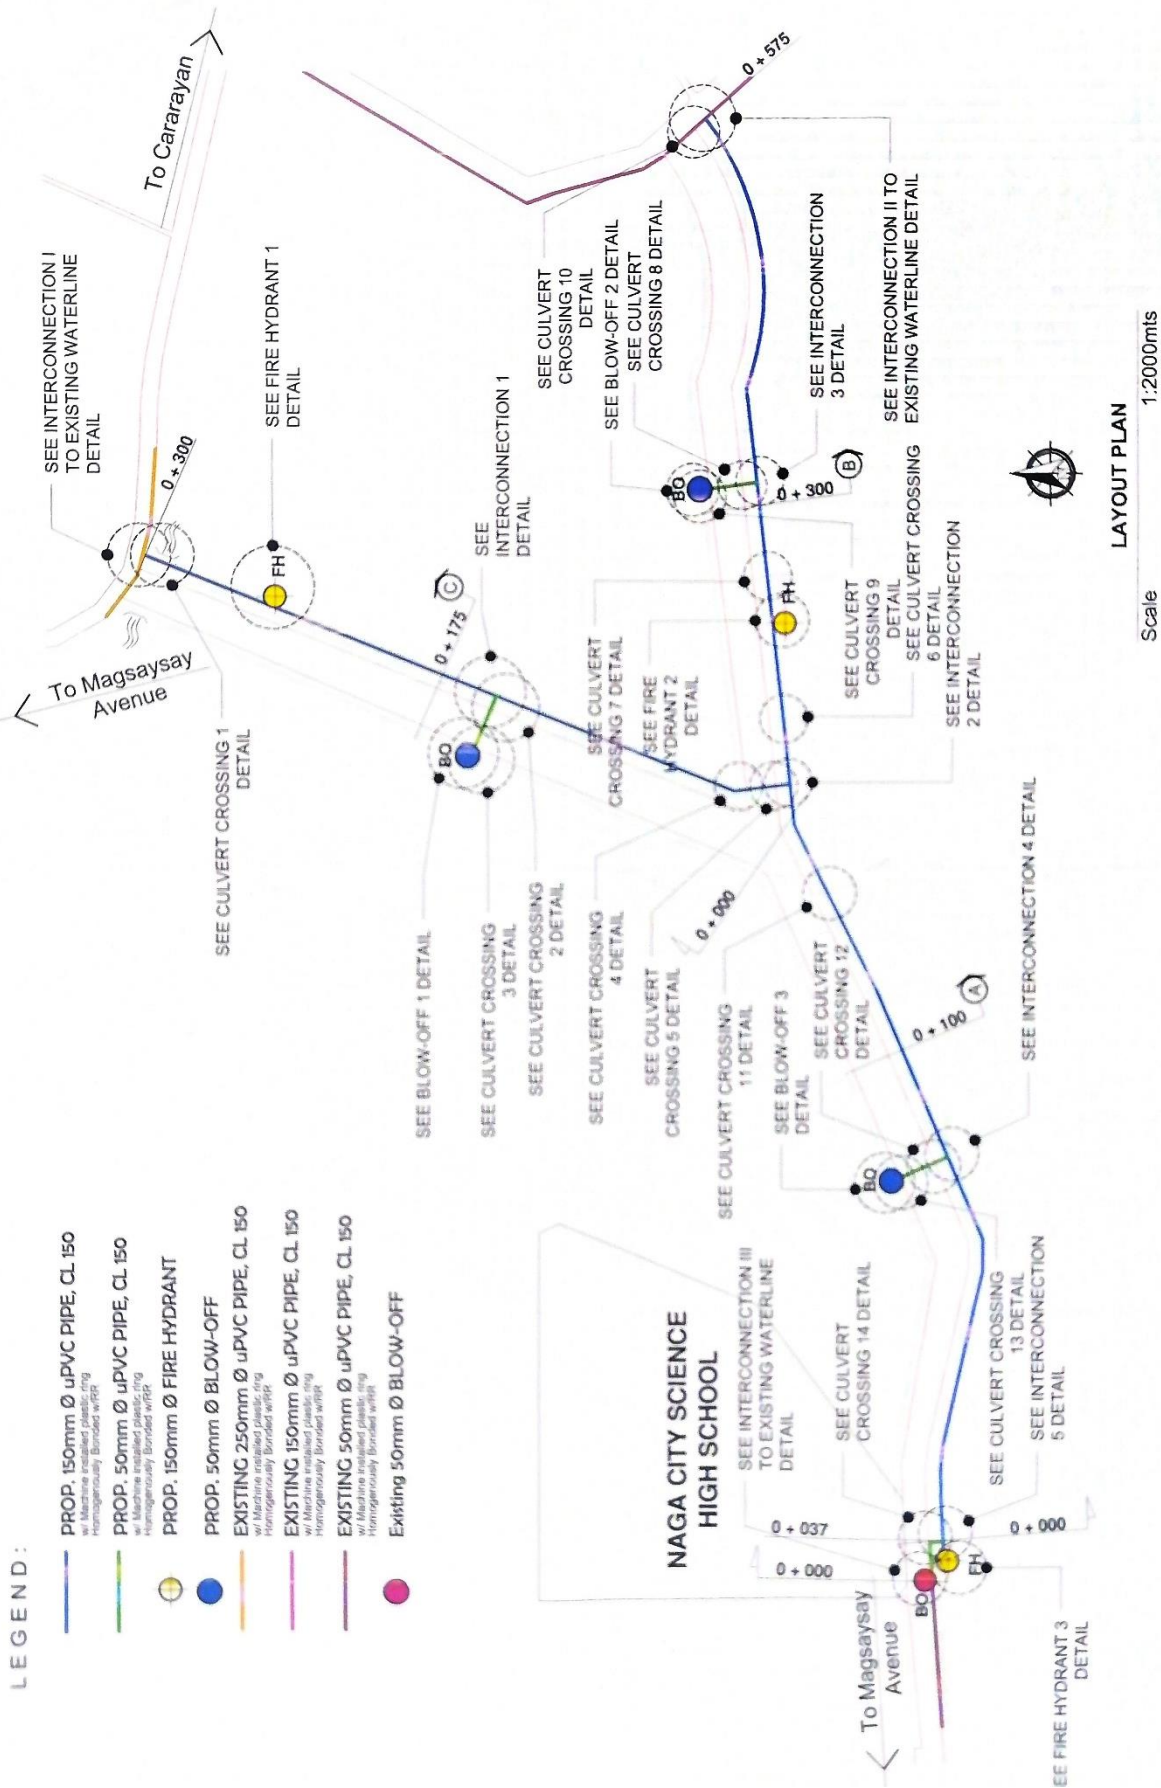 LEGEND:
PROP. 150mm Ø uPVC PIPE, CL 150
w/ Machine installed plastic ring
Homogenously Bonded w/RR
PROP. 50mm Ø uPVC PIPE, CL 150
w/ Machine installed plastic ring
Homogenously Bonded w/RR
PROP. 150mm Ø FIRE HYDRANT
PROP. 50mm Ø BLOW-OFF
EXISTING 250mm Ø uPVC PIPE, CL 150
w/ Machine installed plastic ring
Homogenously Bonded w/RR
EXISTING 150mm Ø uPVC PIPE, CL 150
w/ Machine installed plastic ring
Homogenously Bonded w/RR
EXISTING 50mm Ø uPVC PIPE, CL 150
w/ Machine installed plastic ring
Homogenously Bonded w/RR
Existing 50mm Ø BLOW-OFF
To Cararayan
SEE INTERCONNECTION I
TO EXISTING WATERLINE
DETAIL
0 + 300
SEE FIRE HYDRANT 1
DETAIL
FH
To Magsaysay
Avenue
SEE CULVERT CROSSING 1
DETAIL
0 + 175
C
SEE
INTERCONNECTION 1
DETAIL
BO
SEE BLOW-OFF 1 DETAIL
SEE CULVERT CROSSING
3 DETAIL
SEE CULVERT CROSSING
2 DETAIL
SEE CULVERT CROSSING
4 DETAIL
SEE CULVERT
CROSSING 5 DETAIL
0 + 000
SEE CULVERT
CROSSING 7 DETAIL
SEE FIRE
HYDRANT 2
DETAIL
FH
SEE CULVERT
CROSSING 10
DETAIL
SEE BLOW-OFF 2 DETAIL
SEE CULVERT
CROSSING 8 DETAIL
0 + 575
BO
0 + 300
B
SEE INTERCONNECTION
3 DETAIL
SEE INTERCONNECTION II TO
EXISTING WATERLINE DETAIL
SEE CULVERT
CROSSING 9
DETAIL
SEE CULVERT CROSSING
6 DETAIL
SEE INTERCONNECTION
2 DETAIL
SEE CULVERT CROSSING
11 DETAIL
SEE BLOW-OFF 3
DETAIL
SEE CULVERT
CROSSING 12
DETAIL
0 + 100
A
SEE INTERCONNECTION 4 DETAIL
BO
NAGA CITY SCIENCE
HIGH SCHOOL
SEE INTERCONNECTION III
TO EXISTING WATERLINE
DETAIL
SEE CULVERT
CROSSING 14 DETAIL
SEE CULVERT CROSSING
13 DETAIL
SEE INTERCONNECTION
5 DETAIL
0 + 037
0 + 000
0 + 000
BO
FH
To Magsaysay
Avenue
EE FIRE HYDRANT 3
DETAIL
LAYOUT PLAN
Scale 1:2000mts